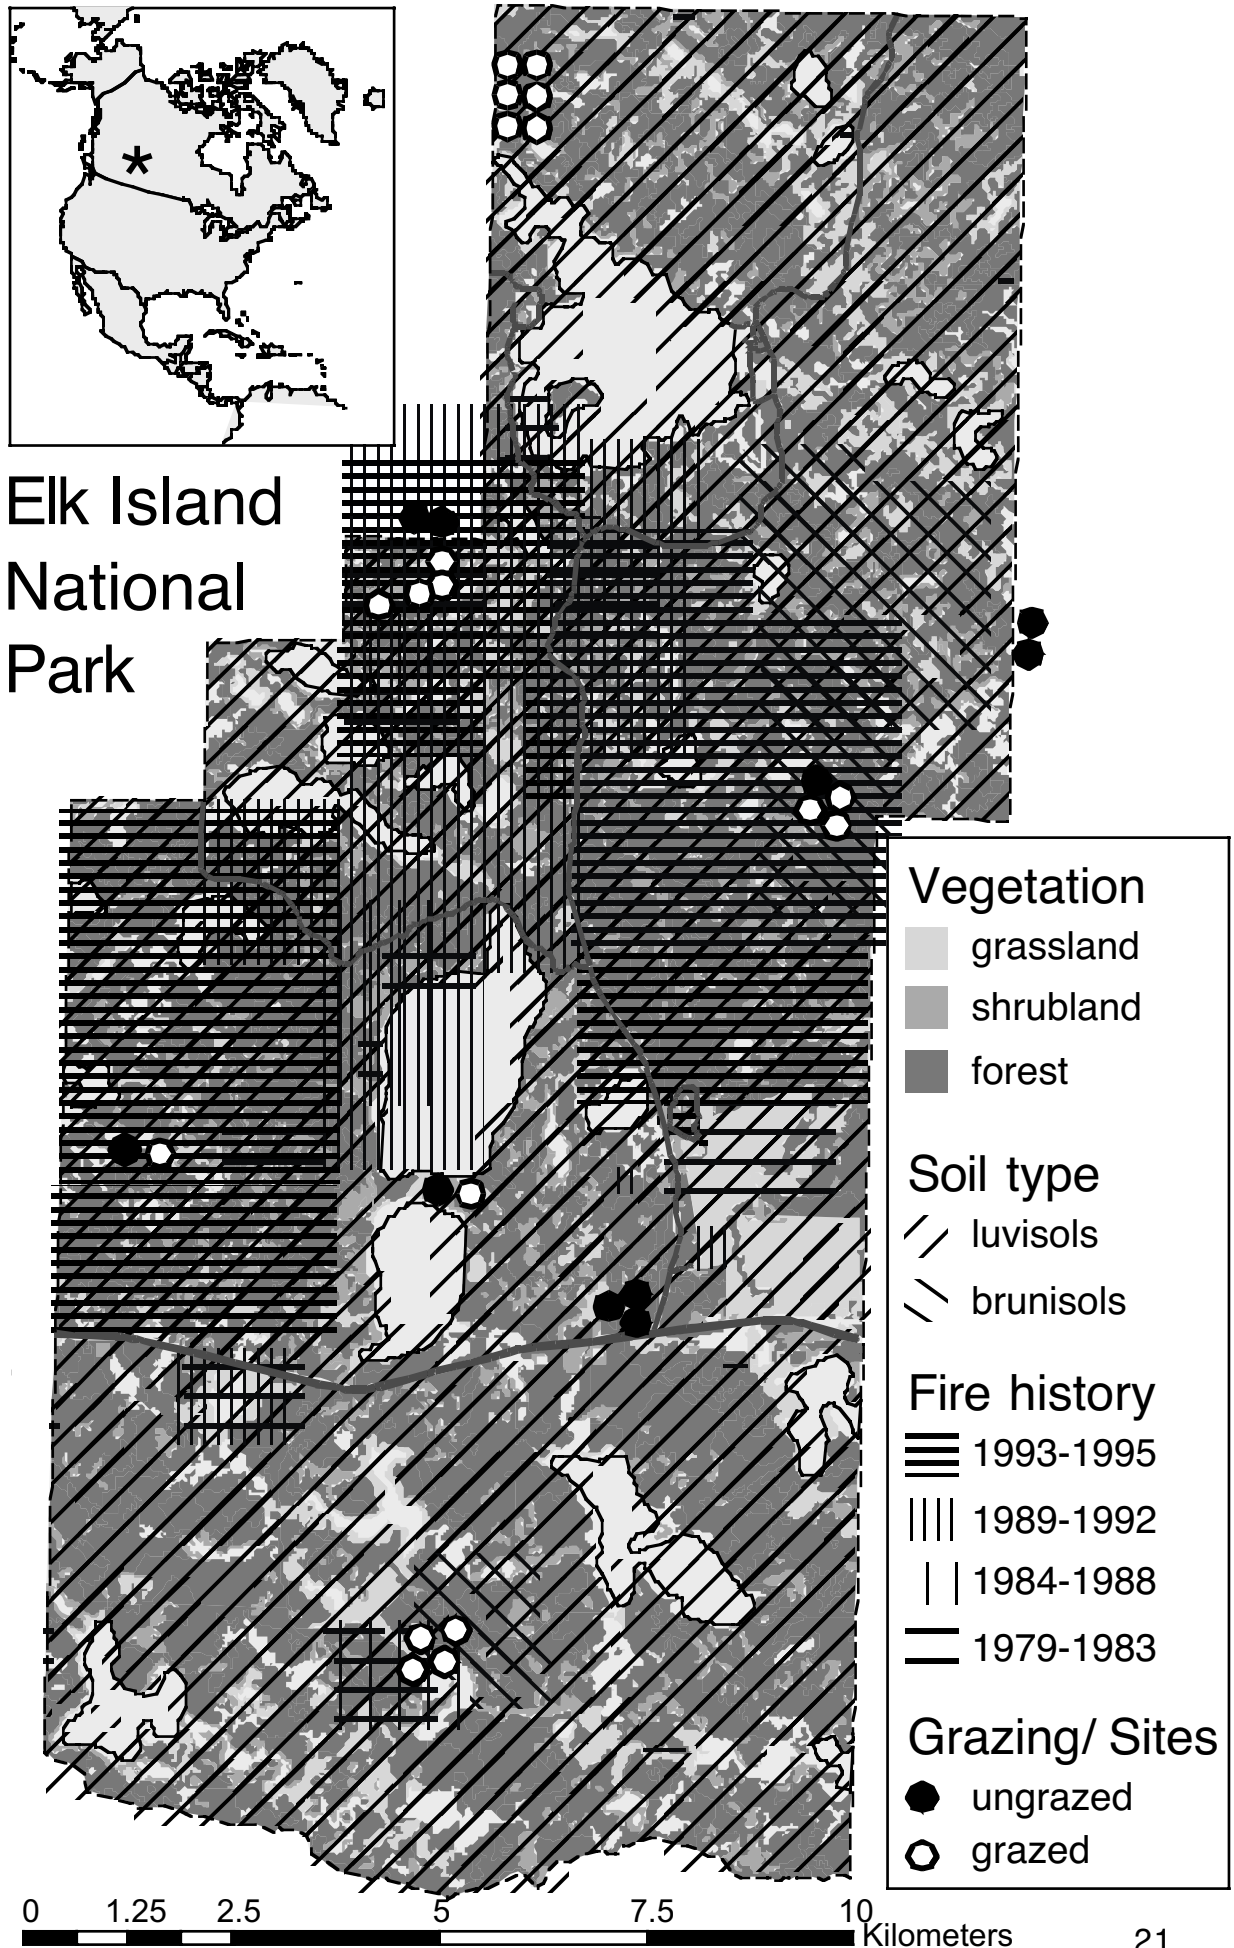 Elk Island
National
Park
Vegetation
grassland
shrubland
forest
Soil type
luvisols
brunisols
Fire history
1993-1995
1989-1992
1984-1988
1979-1983
Grazing/ Sites
ungrazed
grazed
0 1.25 2.5 5 7.5 10
Kilometers
21